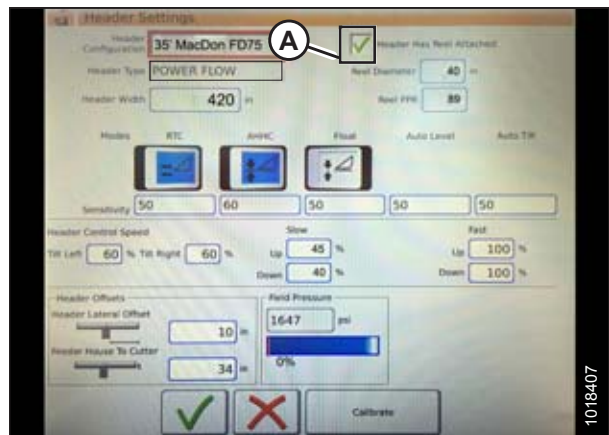 Header Settings
Header Configuration
35' MacDon FD75
A
Header Has Reel Attached
Header Type
POWER FLOW
Reel Diameter
40
in
Header Width
420
in
Reel PPR
89
Modes
RTC
AHHC
Float
Auto Level
Auto Tilt
Sensitivity
50
60
50
50
50
Header Control Speed
Slow
Fast
Tilt Left
60
%
Tilt Right
60
%
Up
45
%
Up
100
%
Down
40
%
Down
100
%
Header Offsets
Field Pressure
Header Lateral Offset
10
in
1647
psi
Feeder House To Cutter
34
in
0%
Calibrate
1018407